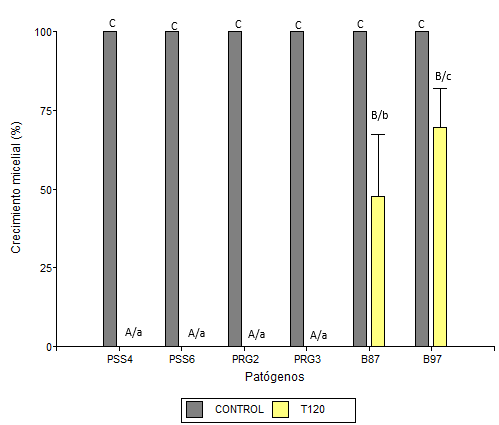 C C C C C C
100
B/c
75
B/b
50
25
A/a A/a A/a A/a
0
PSS4 PSS6 PRG2 PRG3 B87 B97
Crecimiento micelial (%)
Patógenos
CONTROL T120